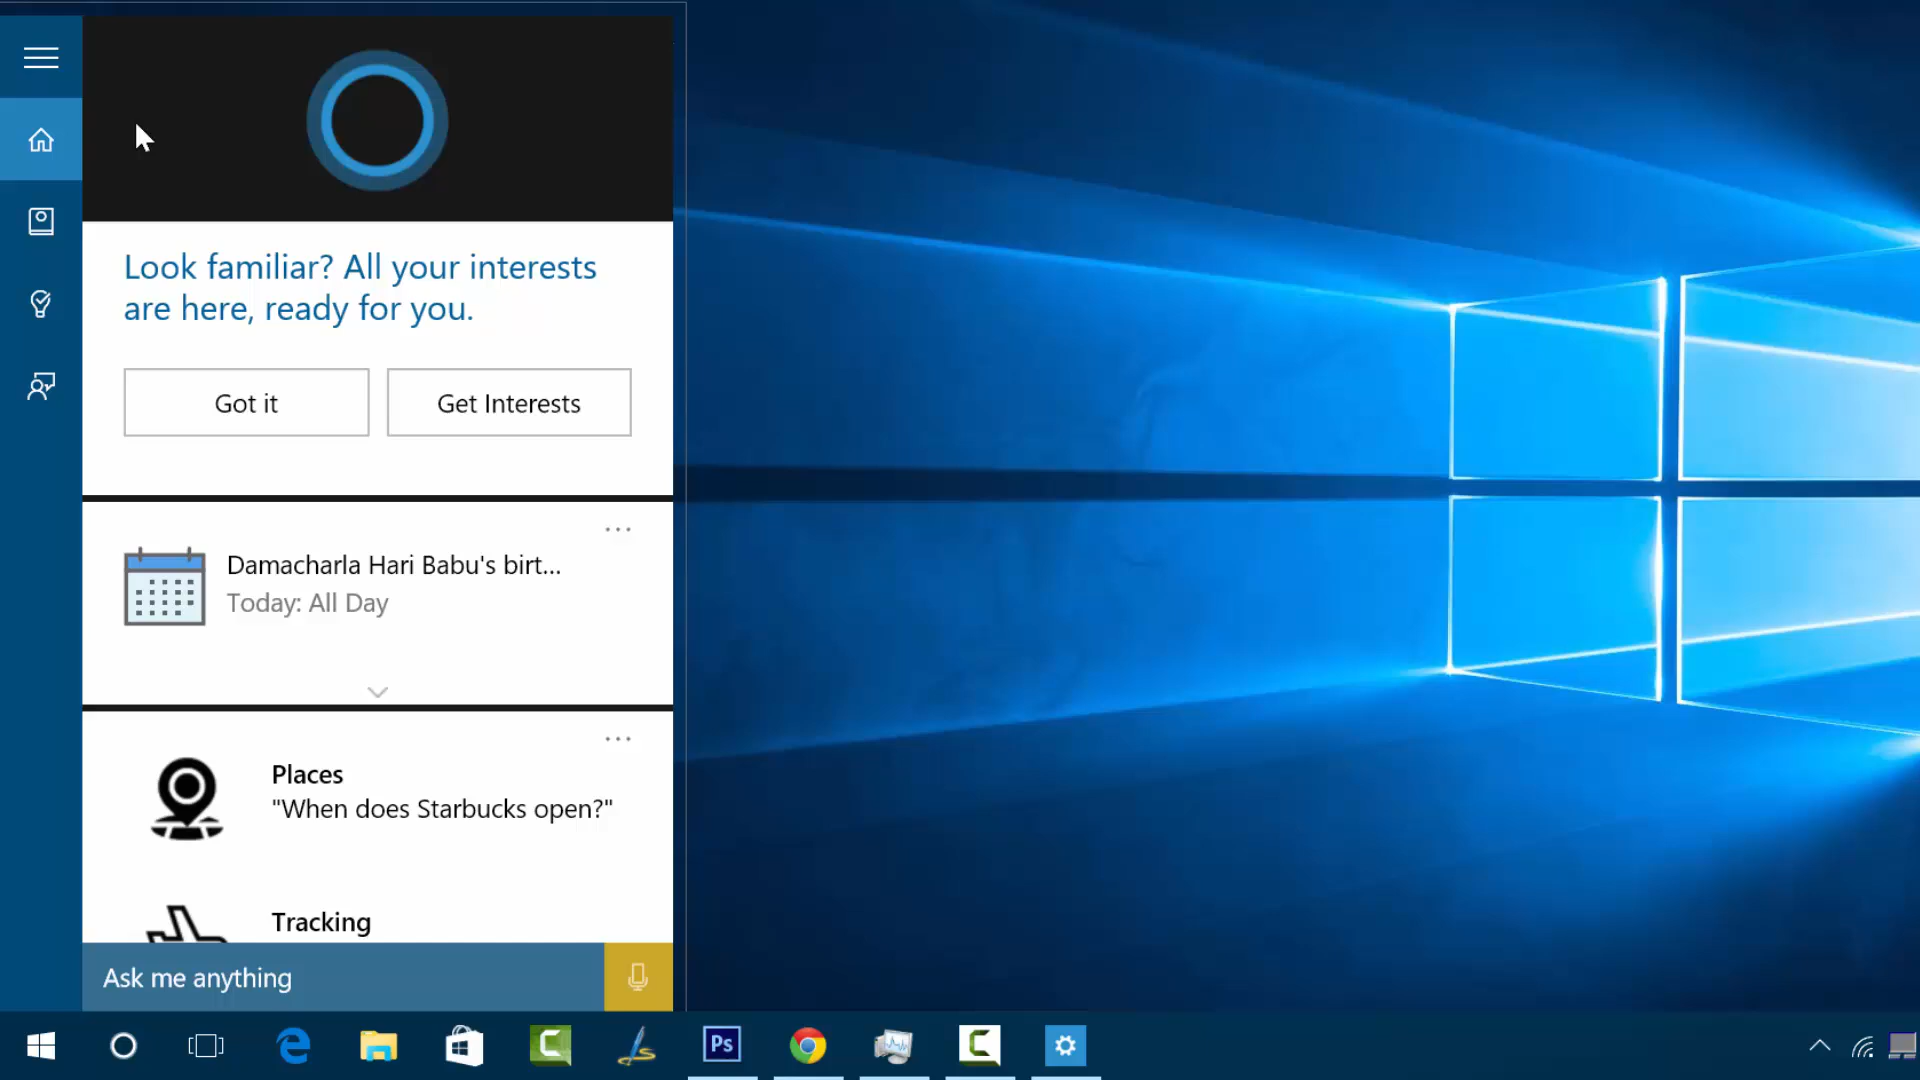 Look familiar? All your interests
are here, ready for you.
Got it
Get Interests
Damacharla Hari Babu's birt...
Today: All Day
Places
"When does Starbucks open?"
Tracking
Ask me anything
Ps